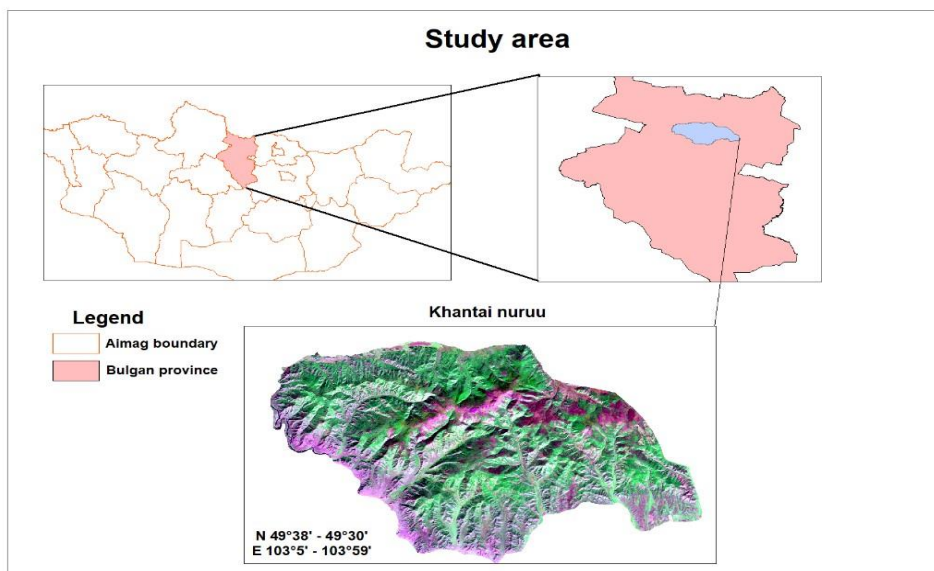 Study area
Legend
Aimag boundary
Bulgan province
Khantai nuruu
N 49°38' - 49°30'
E 103°5' - 103°59'